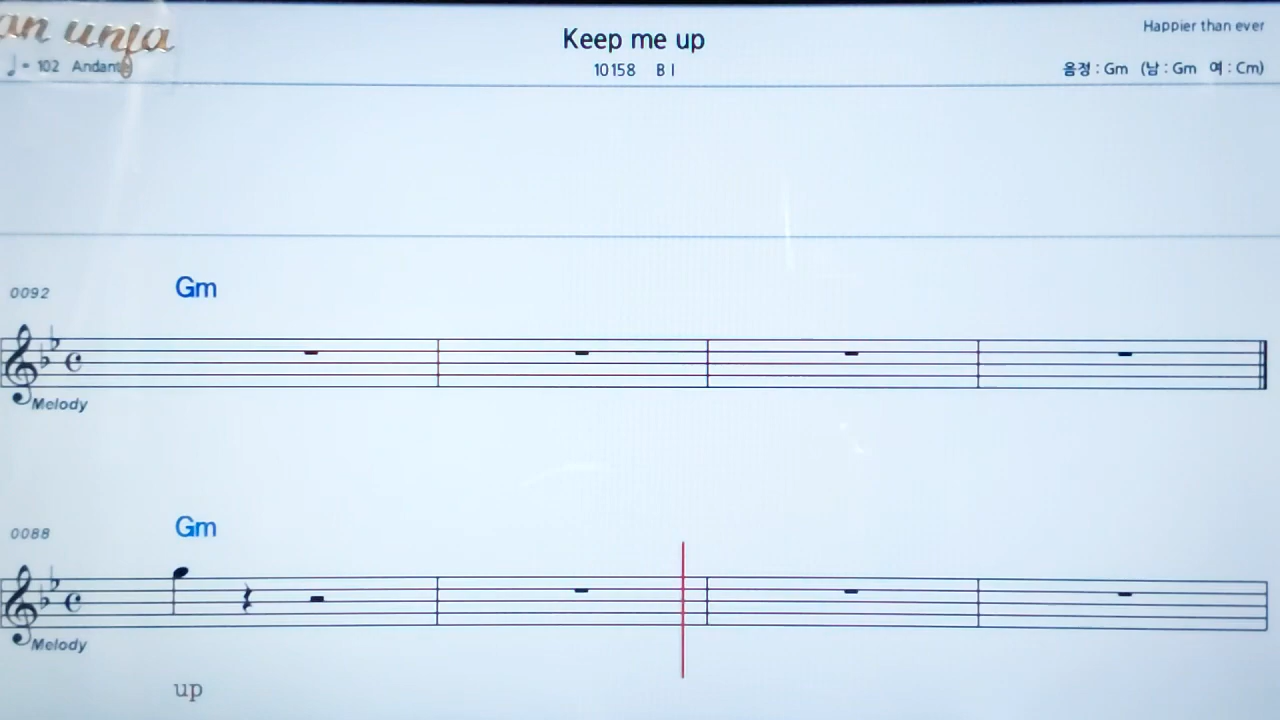 Keep me up
Happier than ever
= 102 Andante
10158 B I
음정 : Gm (남 : Gm 여 : Cm)
0092
Gm
Melody
0088
Gm
Melody
up